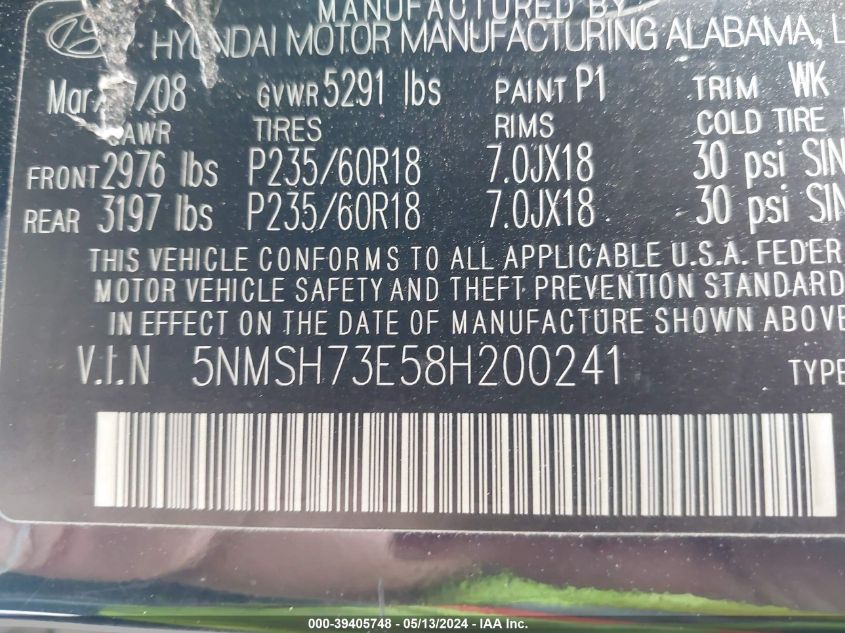 MANUFACTURED BY
HYUNDAI MOTOR MANUFACTURING ALABAMA, L
Mar/ /08 GVWR 5291 lbs PAINT P1 TRIM WK
GAWR TIRES RIMS COLD TIRE
FRONT 2976 lbs P235/60R18 7.0JX18 30 psi SIN
REAR 3197 lbs P235/60R18 7.0JX18 30 psi SIN
THIS VEHICLE CONFORMS TO ALL APPLICABLE U.S.A. FEDER
MOTOR VEHICLE SAFETY AND THEFT PREVENTION STANDARD
IN EFFECT ON THE DATE OF MANUFACTURE SHOWN ABOVE
V.I.N 5NMSH73E58H200241 TYPE
000-39405748 - 05/13/2024 - IAA Inc.